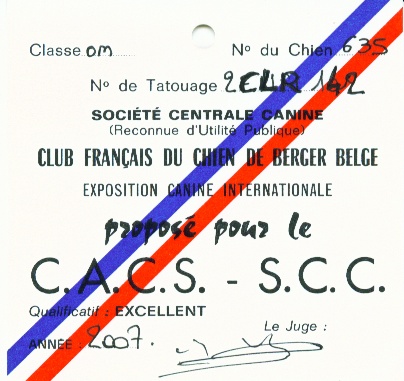 Classe OM N° du Chien 635
N° de Tatouage 2CLR 142
SOCIÉTÉ CENTRALE CANINE
(Reconnue d'Utilité Publique)
CLUB FRANÇAIS DU CHIEN DE BERGER BELGE
EXPOSITION CANINE INTERNATIONALE
proposé pour le
C.A.C.S. - S.C.C.
Qualificatif : EXCELLENT
Le Juge :
ANNÉE : 2007.